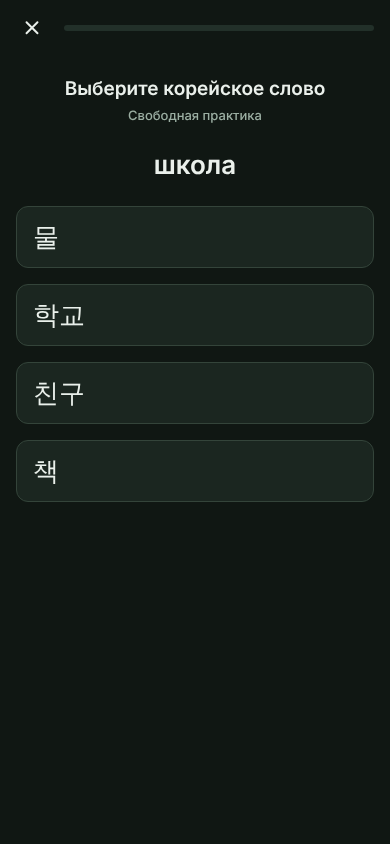 Выберите корейское слово
Свободная практика
школа
물
학교
친구
책